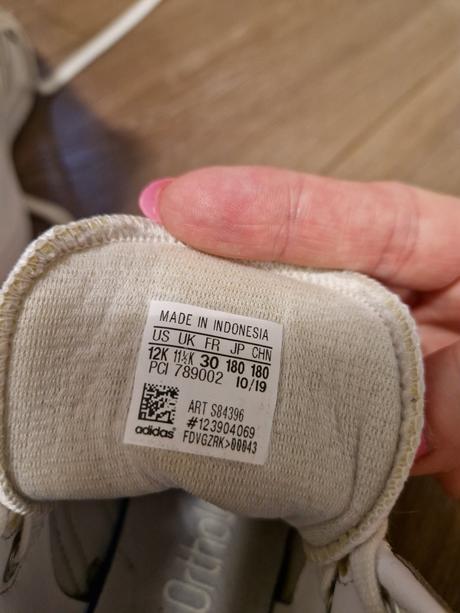 MADE IN INDONESIA
US UK FR JP CHN
12K 11½K 30 180 180
PCI 789002 10/19
ART S84396
#123904069
adidas FDVGZRK>00043
Ortho